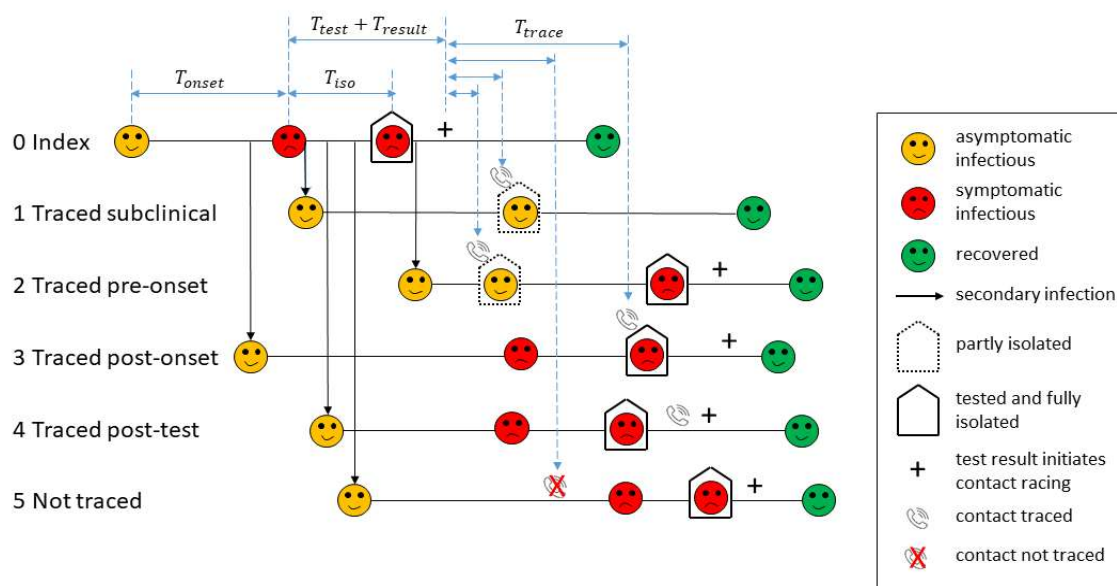 T_test + T_result
T_trace
T_onset
T_iso
0 Index
+
1 Traced subclinical
2 Traced pre-onset
+
3 Traced post-onset
+
4 Traced post-test
+
5 Not traced
+
asymptomatic
infectious
symptomatic
infectious
recovered
secondary infection
partly isolated
tested and fully
isolated
+
test result initiates
contact racing
contact traced
contact not traced